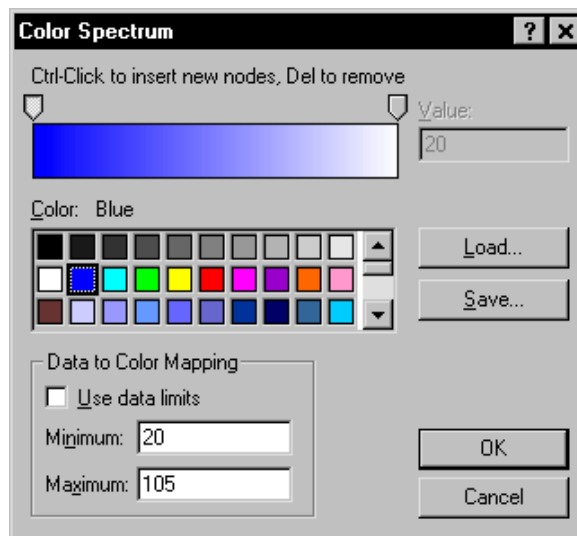 Color Spectrum
Ctrl-Click to insert new nodes, Del to remove
Value:
20
Color: Blue
Load...
Save...
Data to Color Mapping
Use data limits
Minimum: 20
Maximum: 105
OK
Cancel